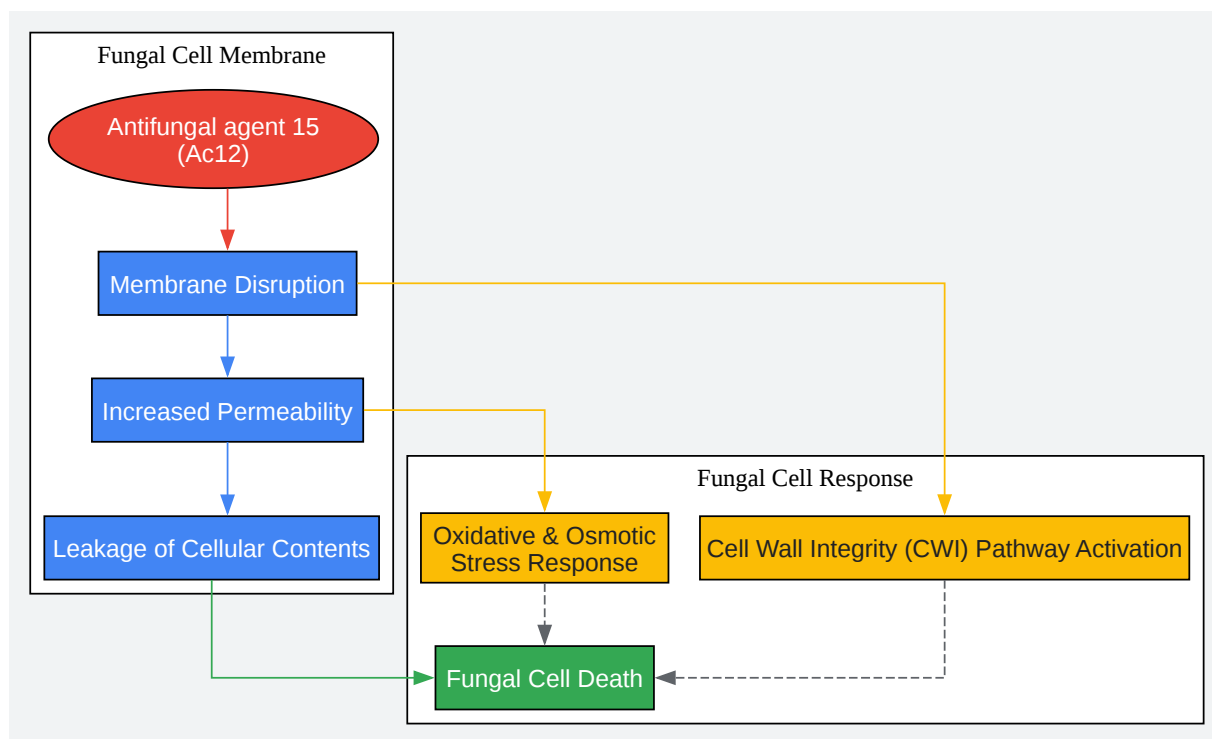 Fungal Cell Membrane
Antifungal agent 15
(Ac12)
Membrane Disruption
Increased Permeability
Leakage of Cellular Contents
Fungal Cell Response
Oxidative & Osmotic
Stress Response
Cell Wall Integrity (CWI) Pathway Activation
Fungal Cell Death